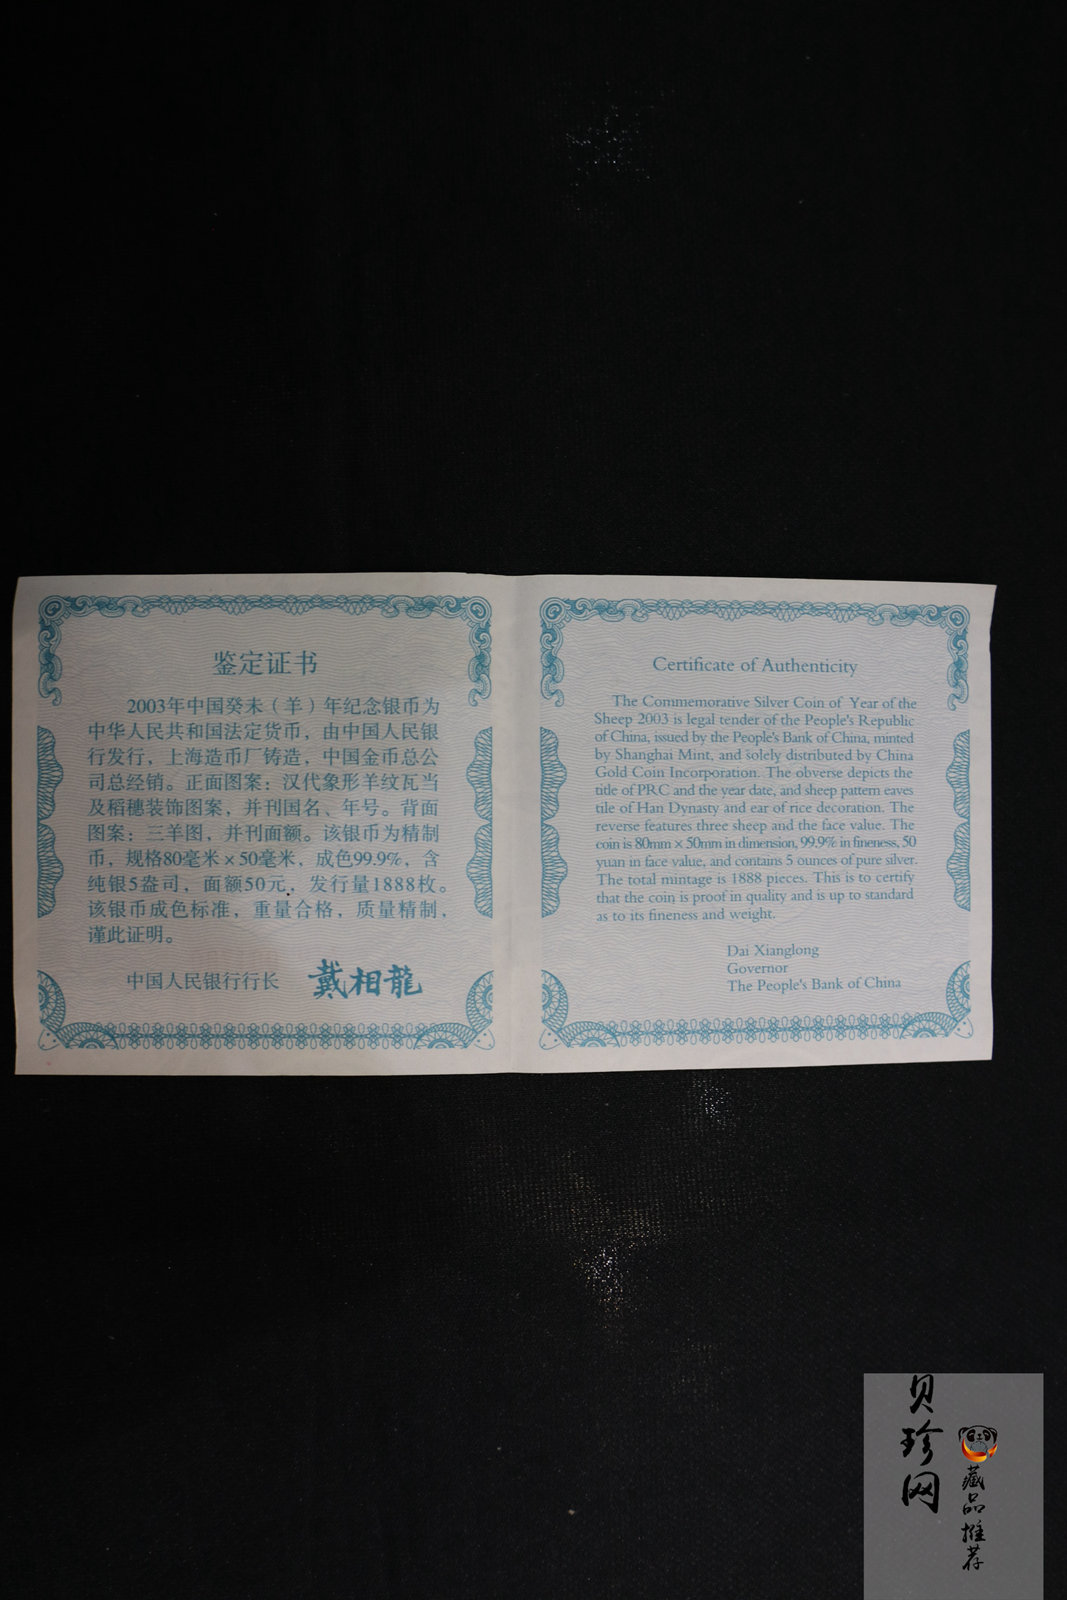 鉴定证书
2003年中国癸未（羊）年纪念银币为
中华人民共和国法定货币，由中国人民银
行发行，上海造币厂铸造，中国金币总公
司总经销。正面图案：汉代象形羊纹瓦当
及稻穗装饰图案，并刊国名、年号。背面
图案：三羊图，并刊面额。该银币为精制
币，规格80毫米×50毫米，成色99.9%，含
纯银5盎司，面额50元，发行量1888枚。
该银币成色标准，重量合格，质量精制，
谨此证明。
中国人民银行行长 戴相龍
Certificate of Authenticity
The Commemorative Silver Coin of Year of the
Sheep 2003 is legal tender of the People's Republic
of China, issued by the People's Bank of China, minted
by Shanghai Mint, and solely distributed by China
Gold Coin Incorporation. The obverse depicts the
title of PRC and the year date, and sheep pattern eaves
tile of Han Dynasty and ear of rice decoration. The
reverse features three sheep and the face value. The
coin is 80mm×50mm in dimension, 99.9% in fineness, 50
yuan in face value, and contains 5 ounces of pure silver.
The total mintage is 1888 pieces. This is to certify
that the coin is proof in quality and is up to standard
as to its fineness and weight.
Dai Xianglong
Governor
The People's Bank of China
贝珍网
藏品推荐